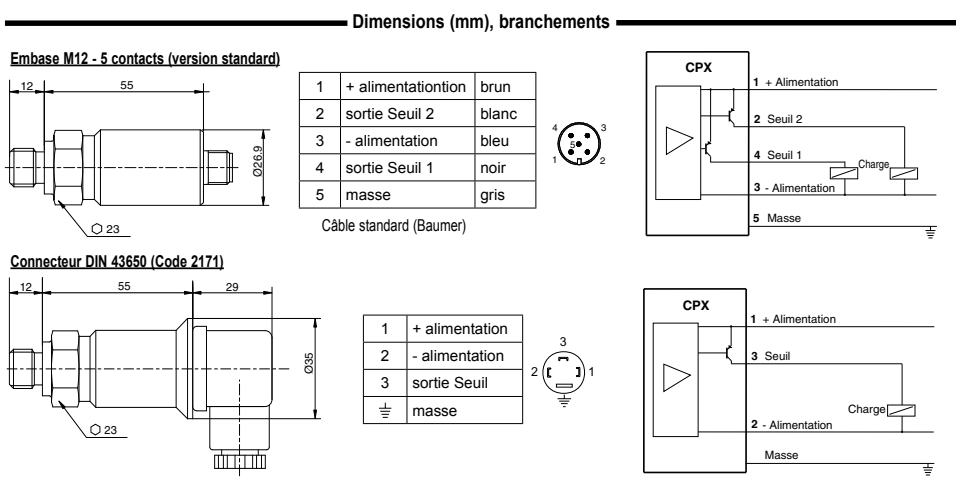 Dimensions (mm), branchements
Embase M12 - 5 contacts (version standard)
12
55
Ø26.9
23
1 + alimentationtion brun
2 sortie Seuil 2 blanc
3 - alimentation bleu
4 sortie Seuil 1 noir
5 masse gris
Câble standard (Baumer)
4 3
5
1 2
CPX
1 + Alimentation
2 Seuil 2
4 Seuil 1
Charge
3 - Alimentation
5 Masse
Connecteur DIN 43650 (Code 2171)
12
55
29
Ø35
23
1 + alimentation
2 - alimentation
3 sortie Seuil
masse
3
2 1
CPX
1 + Alimentation
3 Seuil
Charge
2 - Alimentation
Masse